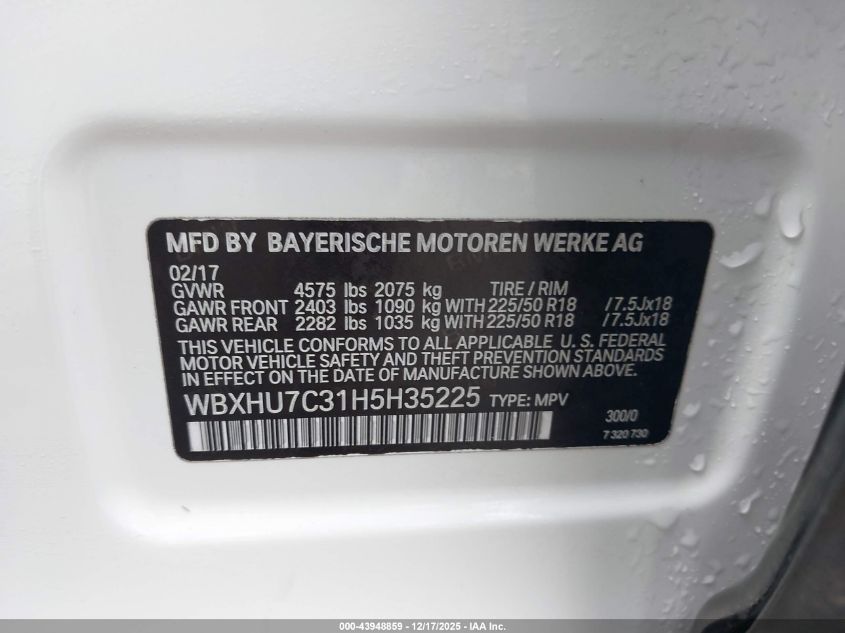 MFD BY BAYERISCHE MOTOREN WERKE AG
02/17
GVWR 4575 lbs 2075 kg TIRE / RIM
GAWR FRONT 2403 lbs 1090 kg WITH 225/50 R18 /7.5Jx18
GAWR REAR 2282 lbs 1035 kg WITH 225/50 R18 /7.5Jx18
THIS VEHICLE CONFORMS TO ALL APPLICABLE U. S. FEDERAL
MOTOR VEHICLE SAFETY AND THEFT PREVENTION STANDARDS
IN EFFECT ON THE DATE OF MANUFACTURE SHOWN ABOVE.
WBXHU7C31H5H35225 TYPE: MPV
300/0
7 320 730
000-43948859 - 12/17/2025 - IAA Inc.